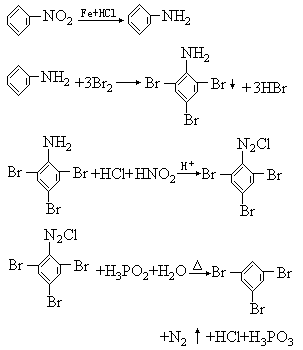 NO₂ Fe+HCl NH₂
NH₂
NH₂ +3Br₂ Br Br ↓ +3HBr
Br
NH₂ N₂Cl
Br Br +HCl+HNO₂ H⁺ Br Br
Br Br
N₂Cl
Br Br +H₃PO₂+H₂O △ Br Br
Br Br
+N₂ ↑ +HCl+H₃PO₃